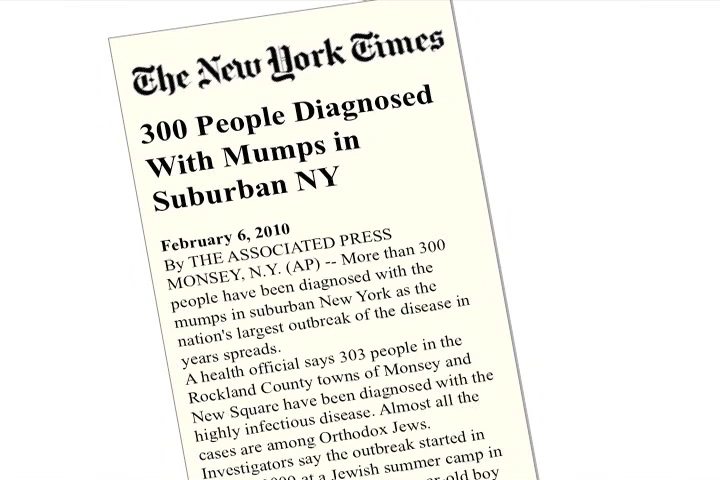 The New York Times
300 People Diagnosed
With Mumps in
Suburban NY
February 6, 2010
By THE ASSOCIATED PRESS
MONSEY, N.Y. (AP) -- More than 300
people have been diagnosed with the
mumps in suburban New York as the
nation's largest outbreak of the disease in
years spreads.
A health official says 303 people in the
Rockland County towns of Monsey and
New Square have been diagnosed with the
highly infectious disease. Almost all the
cases are among Orthodox Jews.
Investigators say the outbreak started in
at a Jewish summer camp in
old boy